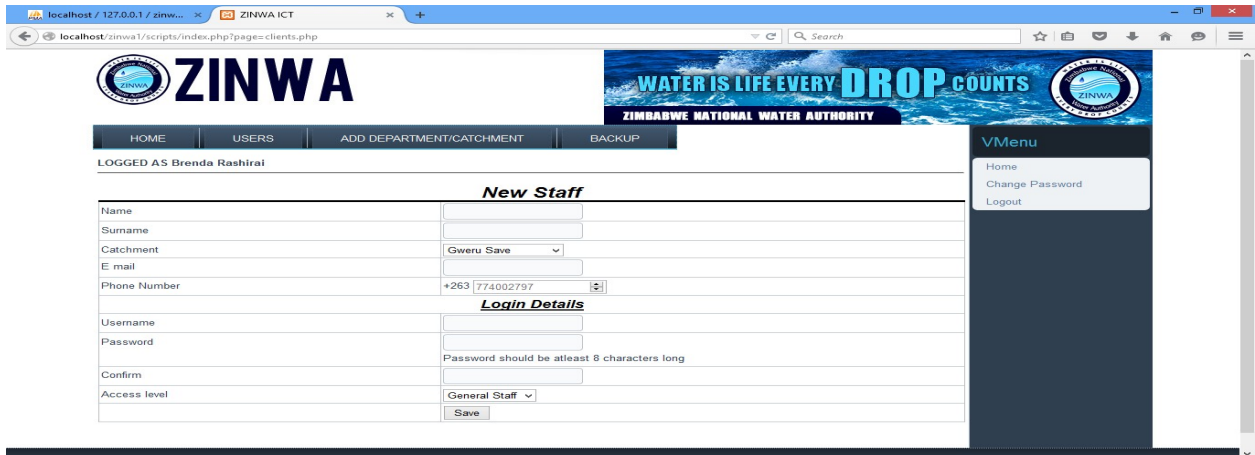 localhost / 127.0.0.1 / zinw...
ZINWA ICT
localhost/zinwa1/scripts/index.php?page=clients.php
Search
ZINWA
ZINWA
WATER IS LIFE EVERY DROP COUNTS
ZIMBABWE NATIONAL WATER AUTHORITY
ZINWA
HOME USERS ADD DEPARTMENT/CATCHMENT BACKUP
VMenu
Home
Change Password
Logout
LOGGED AS Brenda Rashirai
New Staff
Name
Surname
Catchment Gweru Save
E mail
Phone Number +263 774002797
Login Details
Username
Password
Password should be atleast 8 characters long
Confirm
Access level General Staff
Save